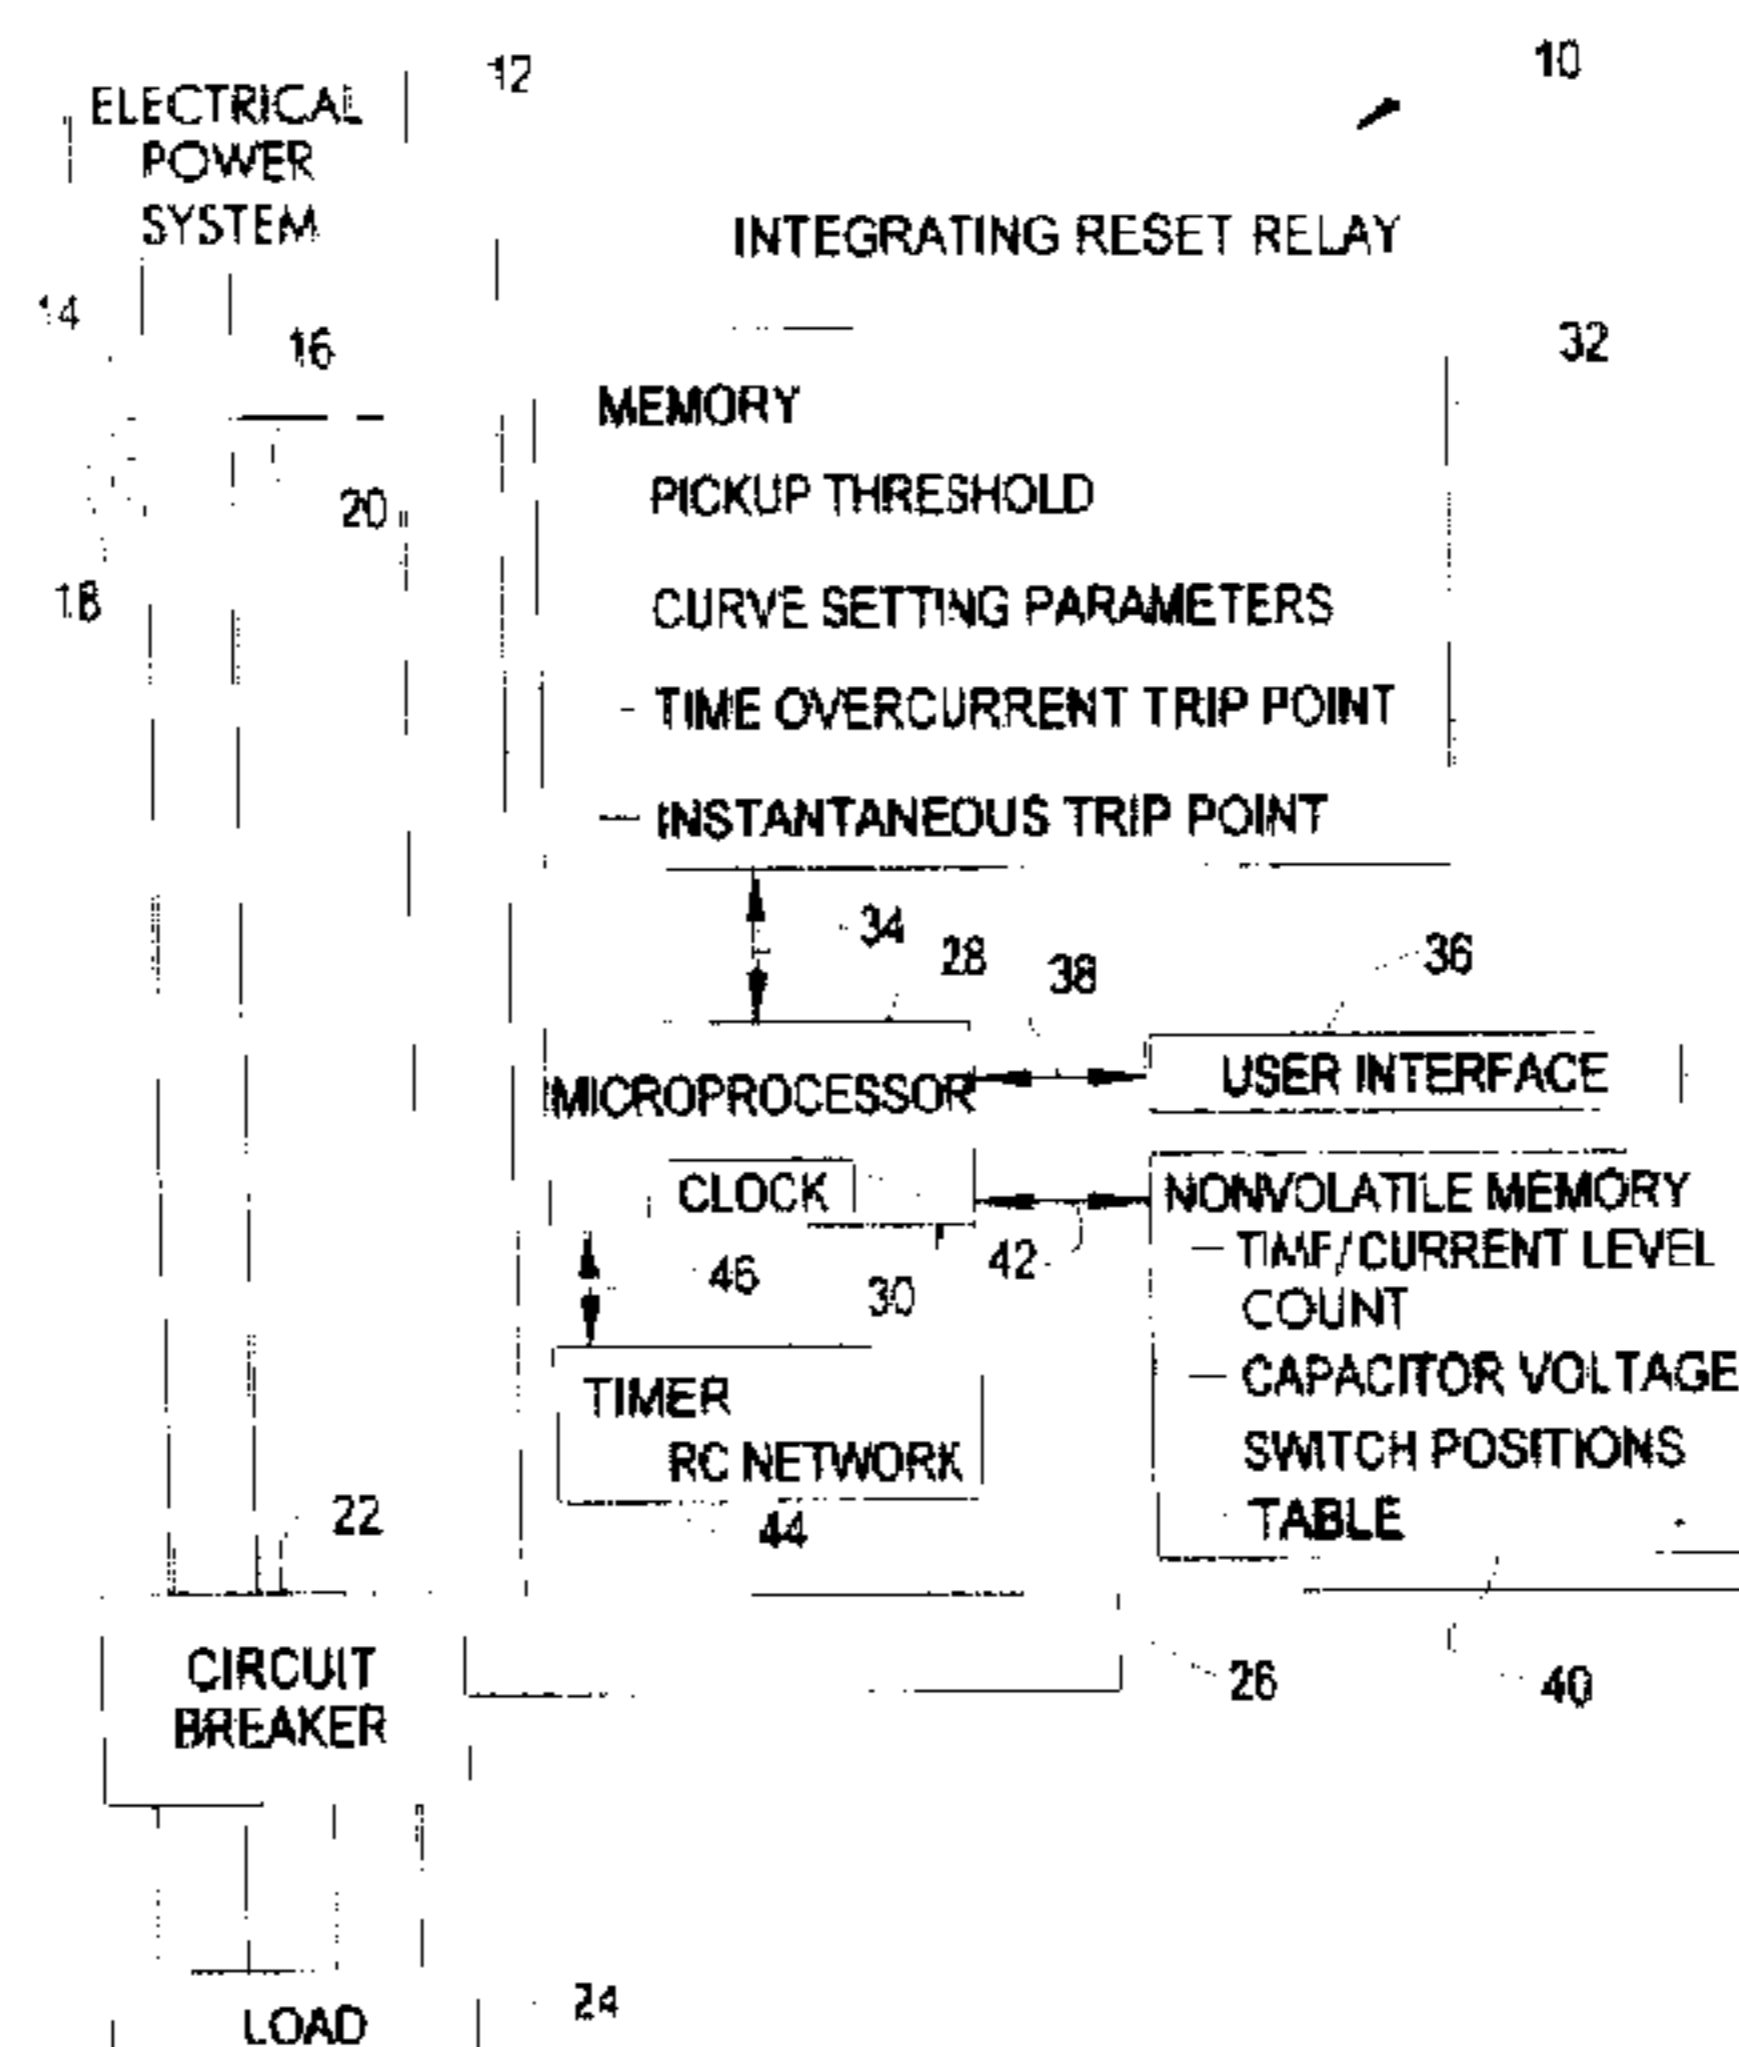 10
12
ELECTRICAL
POWER
SYSTEM
INTEGRATING RESET RELAY
14
16
32
MEMORY
PICKUP THRESHOLD
20
18
CURVE SETTING PARAMETERS
- TIME OVERCURRENT TRIP POINT
- INSTANTANEOUS TRIP POINT
34
28
38
36
MICROPROCESSOR
USER INTERFACE
CLOCK
NONVOLATILE MEMORY
- TIME/CURRENT LEVEL
COUNT
46
30
42
- CAPACITOR VOLTAGE
TIMER
RC NETWORK
SWITCH POSITIONS
TABLE
22
44
CIRCUIT
BREAKER
26
40
24
LOAD